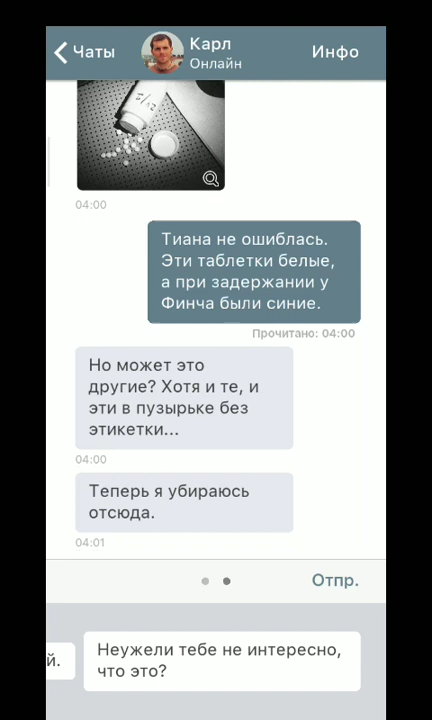 Чаты
Карл
Онлайн
Инфо
04:00
Тиана не ошиблась.
Эти таблетки белые,
а при задержании у
Финча были синие.
Прочитано: 04:00
Но может это
другие? Хотя и те, и
эти в пузырьке без
этикетки...
04:00
Теперь я убираюсь
отсюда.
04:01
Отпр.
й.
Неужели тебе не интересно,
что это?